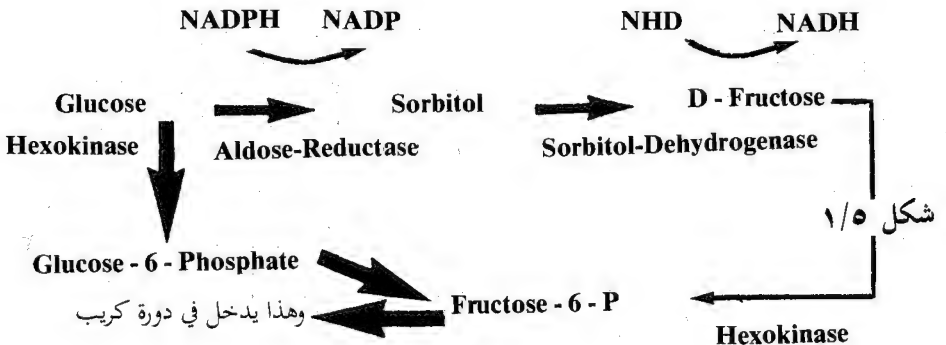 NADPH NADP NHD NADH
Glucose Sorbitol D - Fructose
Hexokinase Aldose-Reductase Sorbitol-Dehydrogenase
شكل ١/٥
Glucose - 6 - Phosphate
Fructose - 6 - P
وهذا يدخل في دورة كريب
Hexokinase